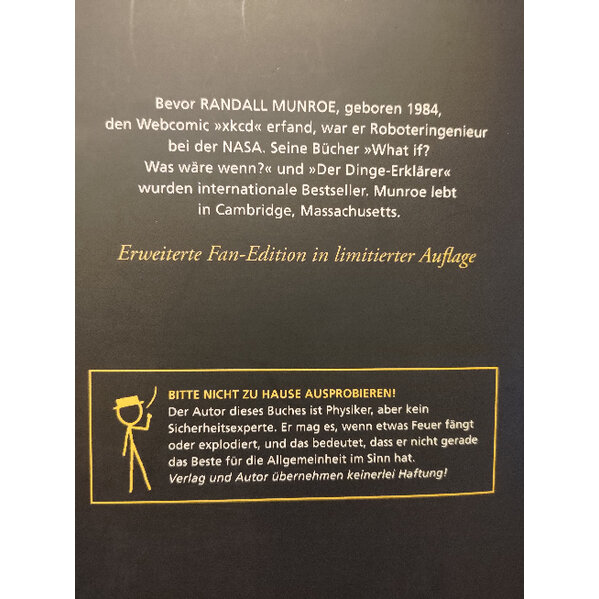 Bevor RANDALL MUNROE, geboren 1984,
den Webcomic »xkcd« erfand, war er Roboteringenieur
bei der NASA. Seine Bücher »What if?
Was wäre wenn?« und »Der Dinge-Erklärer«
wurden internationale Bestseller. Munroe lebt
in Cambridge, Massachusetts.
Erweiterte Fan-Edition in limitierter Auflage
BITTE NICHT ZU HAUSE AUSPROBIEREN!
Der Autor dieses Buches ist Physiker, aber kein
Sicherheitsexperte. Er mag es, wenn etwas Feuer fängt
oder explodiert, und das bedeutet, dass er nicht gerade
das Beste für die Allgemeinheit im Sinn hat.
Verlag und Autor übernehmen keinerlei Haftung!